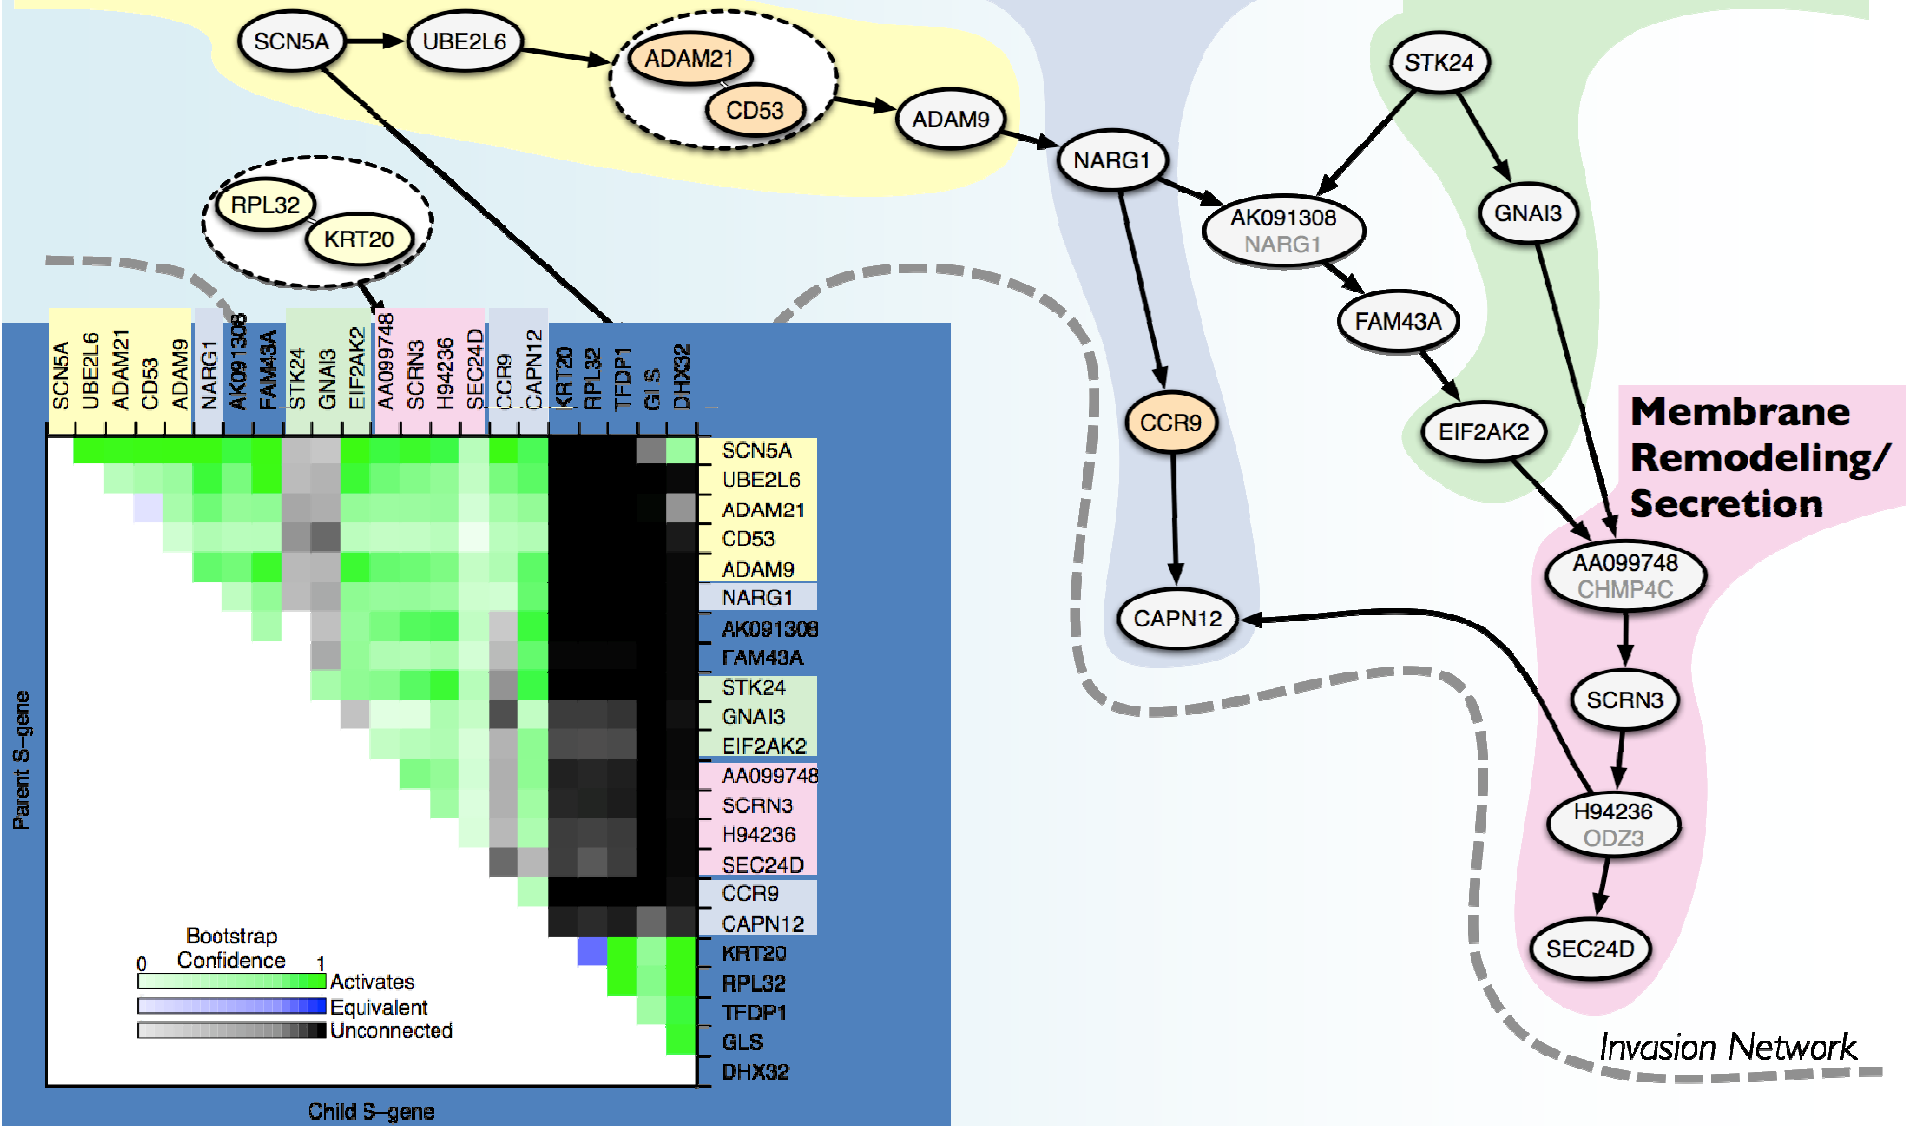 SCN5A
UBE2L6
ADAM21
CD53
ADAM9
NARG1
STK24
AK091308
NARG1
GNAI3
RPL32
KRT20
FAM43A
CCR9
EIF2AK2
Membrane
Remodeling/
Secretion
AA099748
CHMP4C
CAPN12
SCRN3
H94236
ODZ3
SEC24D
Invasion Network
SCN5A
UBE2L6
ADAM21
CD53
ADAM9
NARG1
AK091308
FAM43A
STK24
GNAI3
EIF2AK2
AA099748
SCRN3
H94236
SEC24D
CCR9
CAPN12
KRT20
RPL32
TFDP1
GLS
DHX32
SCN5A
UBE2L6
ADAM21
CD53
ADAM9
NARG1
AK091308
FAM43A
STK24
GNAI3
EIF2AK2
AA099748
SCRN3
H94236
SEC24D
CCR9
CAPN12
KRT20
RPL32
TFDP1
GLS
DHX32
Parent S-gene
Bootstrap
Confidence
0 1
Activates
Equivalent
Unconnected
Child S-gene